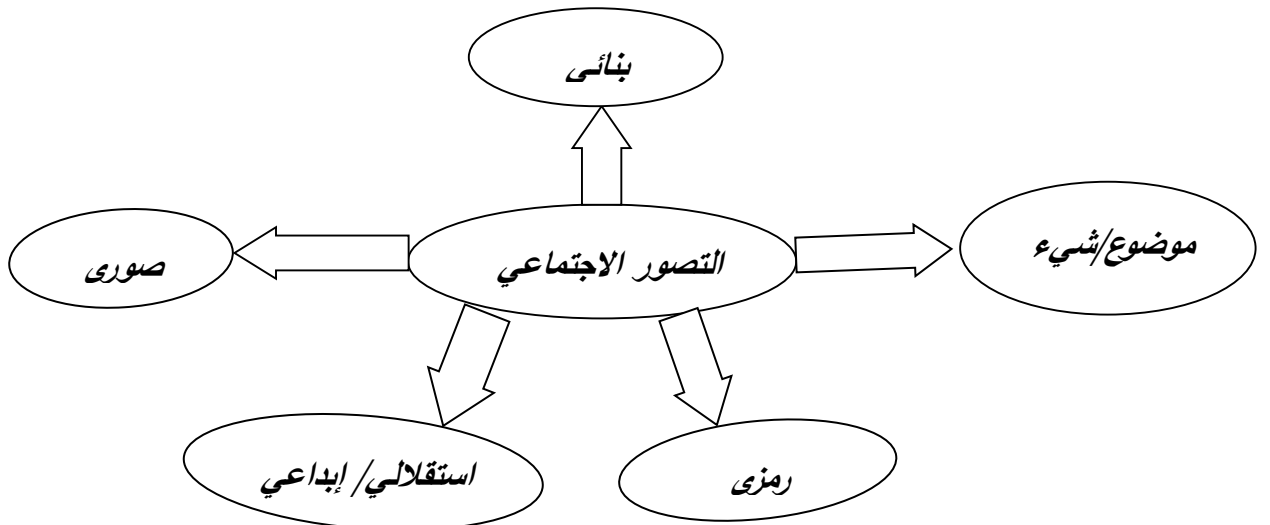 بنائى
موضوع/شيء
التصور الاجتماعي
صورى
رمزى
استقلالي/ إبداعي